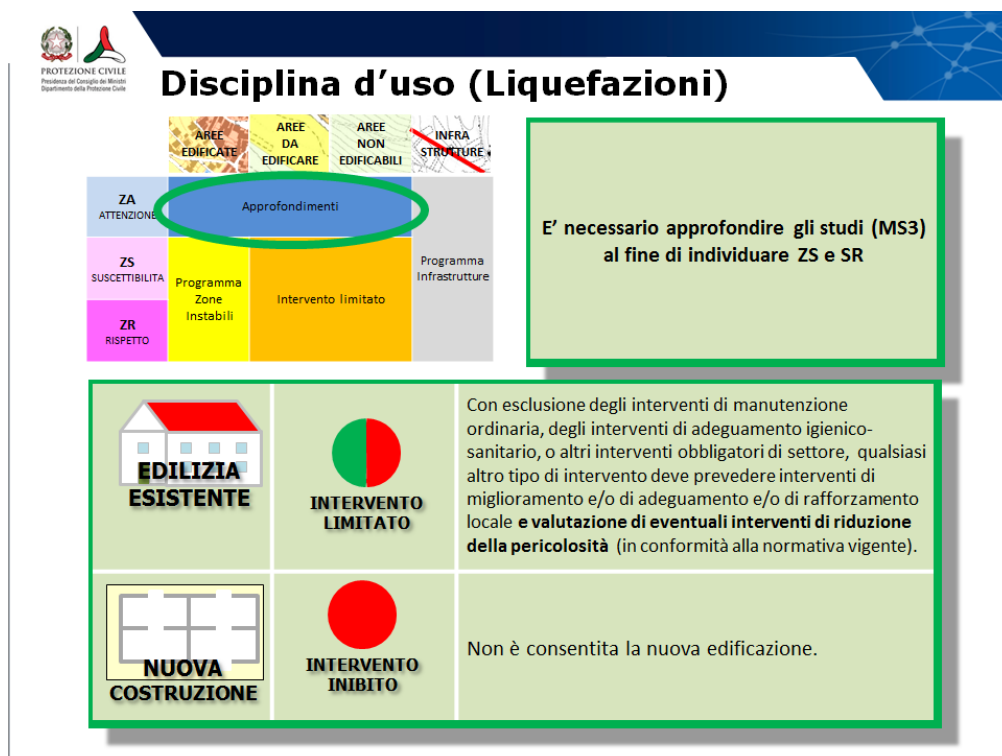 PROTEZIONE CIVILE
Presidenza del Consiglio dei Ministri
Dipartimento della Protezione Civile
Disciplina d'uso (Liquefazioni)
AREE
EDIFICATE
AREE
DA
EDIFICARE
AREE
NON
EDIFICABILI
INFRA
STRUTTURE
ZA
ATTENZIONE
Approfondimenti
ZS
SUSCETTIBILITA
ZR
RISPETTO
Programma
Zone
Instabili
Intervento limitato
Programma
Infrastrutture
E' necessario approfondire gli studi (MS3)
al fine di individuare ZS e SR
EDILIZIA
ESISTENTE
INTERVENTO
LIMITATO
Con esclusione degli interventi di manutenzione
ordinaria, degli interventi di adeguamento igienico-
sanitario, o altri interventi obbligatori di settore, qualsiasi
altro tipo di intervento deve prevedere interventi di
miglioramento e/o di adeguamento e/o di rafforzamento
locale e valutazione di eventuali interventi di riduzione
della pericolosità (in conformità alla normativa vigente).
NUOVA
COSTRUZIONE
INTERVENTO
INIBITO
Non è consentita la nuova edificazione.